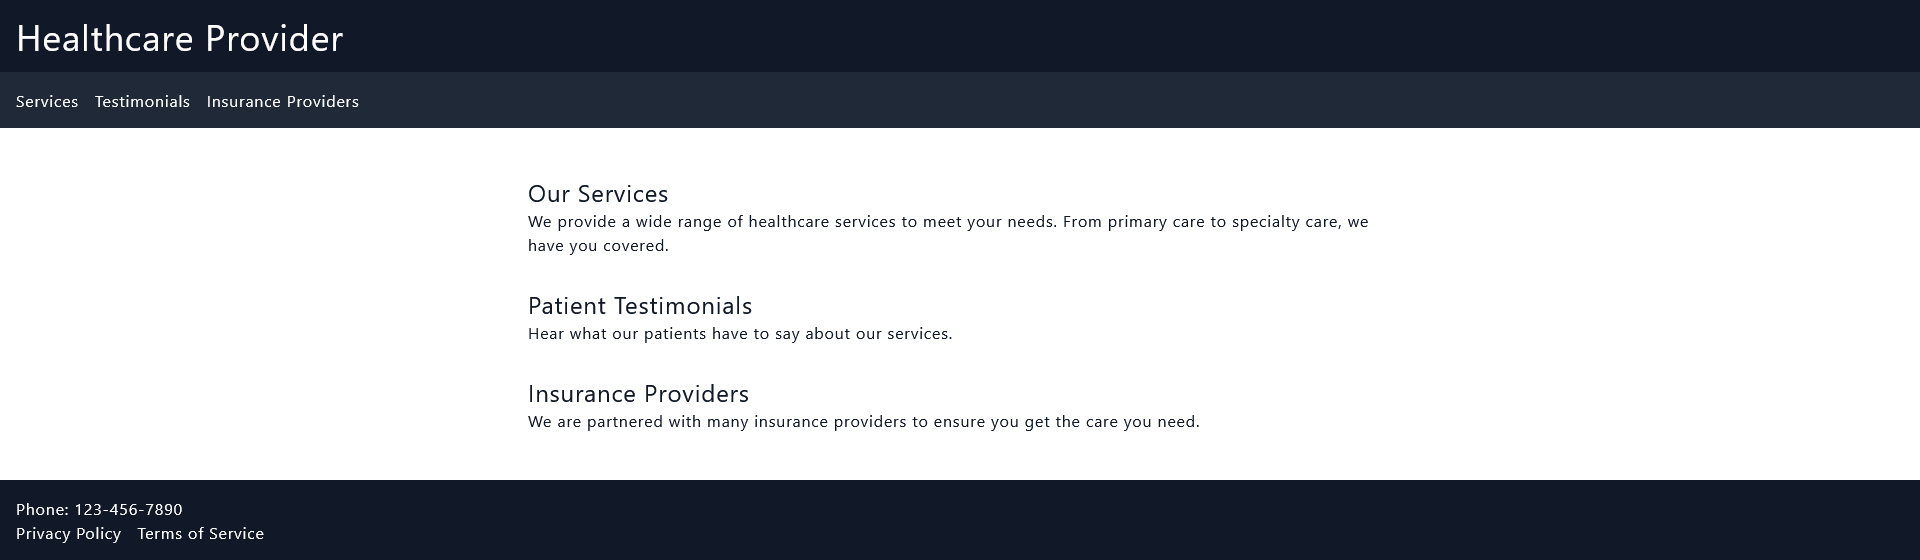 Healthcare Provider
Services Testimonials Insurance Providers
Our Services
We provide a wide range of healthcare services to meet your needs. From primary care to specialty care, we
have you covered.
Patient Testimonials
Hear what our patients have to say about our services.
Insurance Providers
We are partnered with many insurance providers to ensure you get the care you need.
Phone: 123-456-7890
Privacy Policy Terms of Service